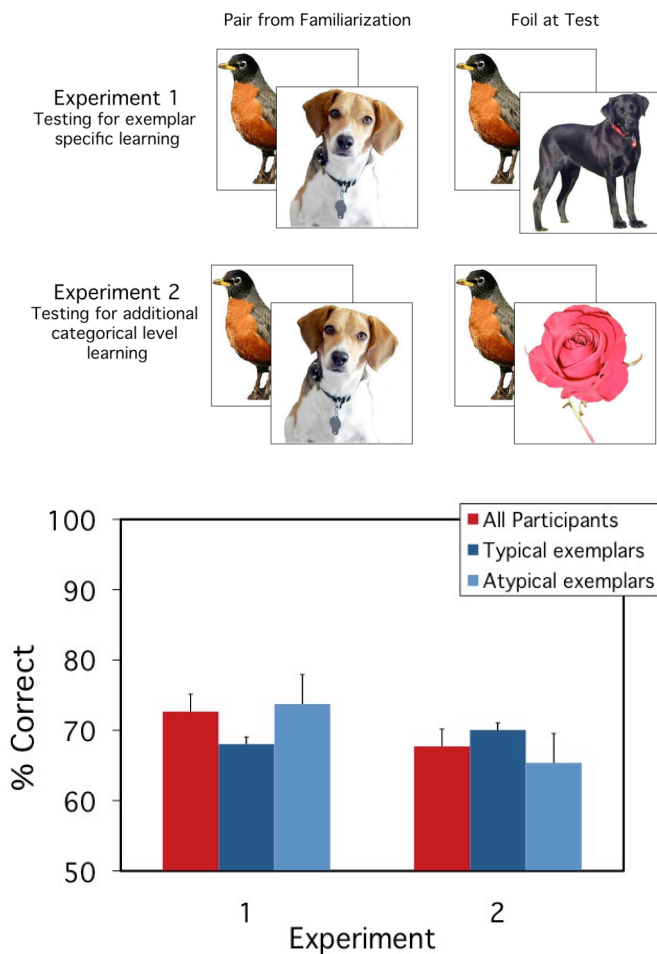 Pair from Familiarization
Foil at Test
Experiment 1
Testing for exemplar
specific learning
Experiment 2
Testing for additional
categorical level
learning
All Participants
Typical exemplars
Atypical exemplars
% Correct
100
90
80
70
60
50
1
2
Experiment